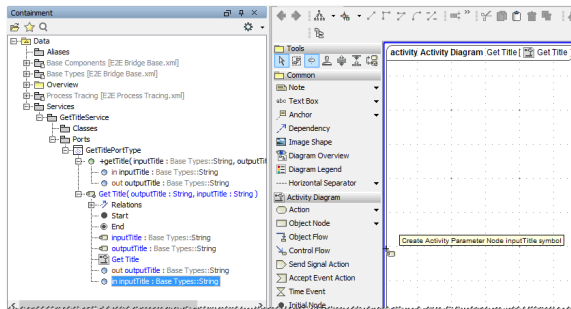 Containment
Data
Aliases
Base Components [E2E Bridge Base.xml]
Base Types [E2E Bridge Base.xml]
Overview
Process Tracing [E2E Process Tracing.xml]
Services
GetTitleService
Classes
Ports
GetTitlePortType
+getTitle( inputTitle : Base Types::String, outputTitl
in inputTitle : Base Types::String
out outputTitle : Base Types::String
Get Title( outputTitle : String, inputTitle : String )
Relations
Start
End
inputTitle : Base Types::String
outputTitle : Base Types::String
Get Title
out outputTitle : Base Types::String
in inputTitle : Base Types::String
Tools
Common
Note
abc Text Box
Anchor
Dependency
Image Shape
Diagram Overview
Diagram Legend
Horizontal Separator
Activity Diagram
Action
Object Node
Object Flow
Control Flow
Send Signal Action
Accept Event Action
Time Event
Initial Node
activity Activity Diagram Get Title [ Get Title
Create Activity Parameter Node inputTitle symbol